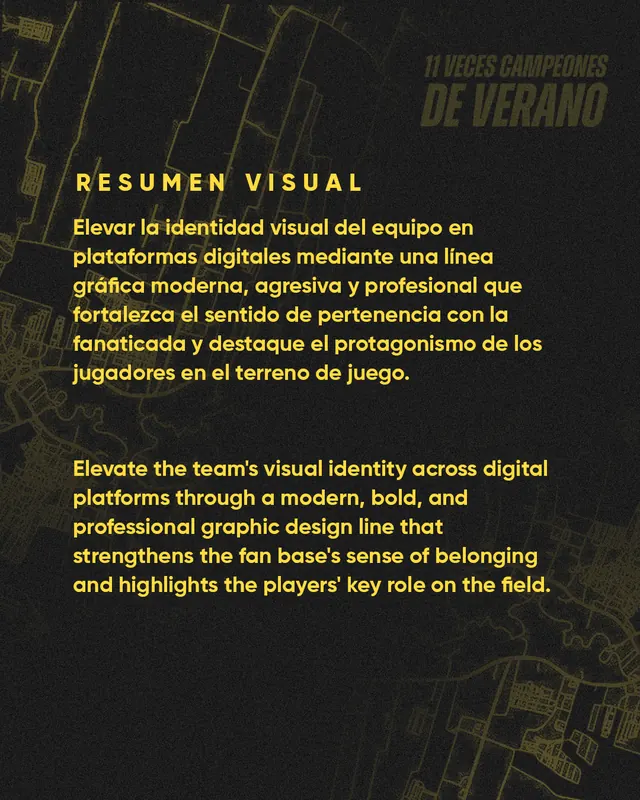 11 VECES CAMPEONES
DE VERANO
RESUMEN VISUAL
Elevar la identidad visual del equipo en
plataformas digitales mediante una línea
gráfica moderna, agresiva y profesional que
fortalezca el sentido de pertenencia con la
fanaticada y destaque el protagonismo de los
jugadores en el terreno de juego.
Elevate the team's visual identity across digital
platforms through a modern, bold, and
professional graphic design line that
strengthens the fan base's sense of belonging
and highlights the players' key role on the field.